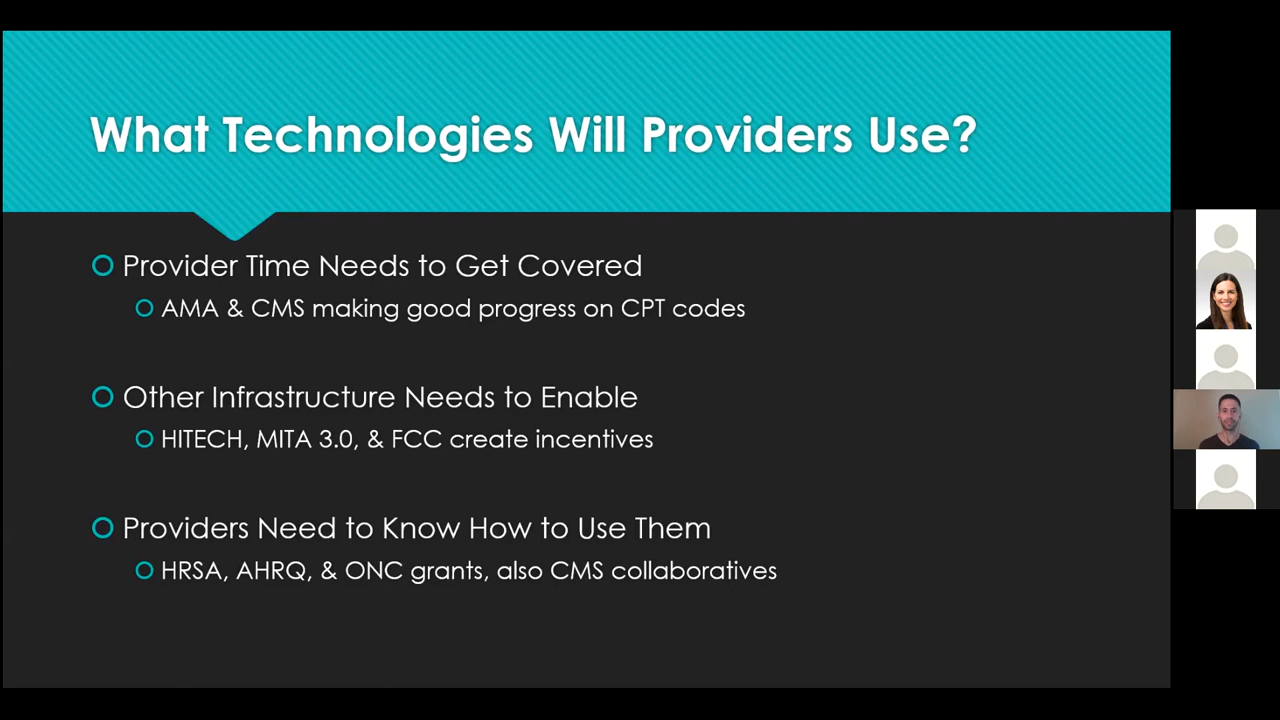 What Technologies Will Providers Use?
Provider Time Needs to Get Covered
AMA & CMS making good progress on CPT codes
Other Infrastructure Needs to Enable
HITECH, MITA 3.0, & FCC create incentives
Providers Need to Know How to Use Them
HRSA, AHRQ, & ONC grants, also CMS collaboratives